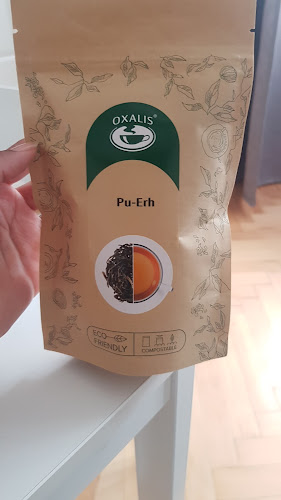 OXALIS®
Pu-Erh
ECO
FRIENDLY
COMPOSTABLE